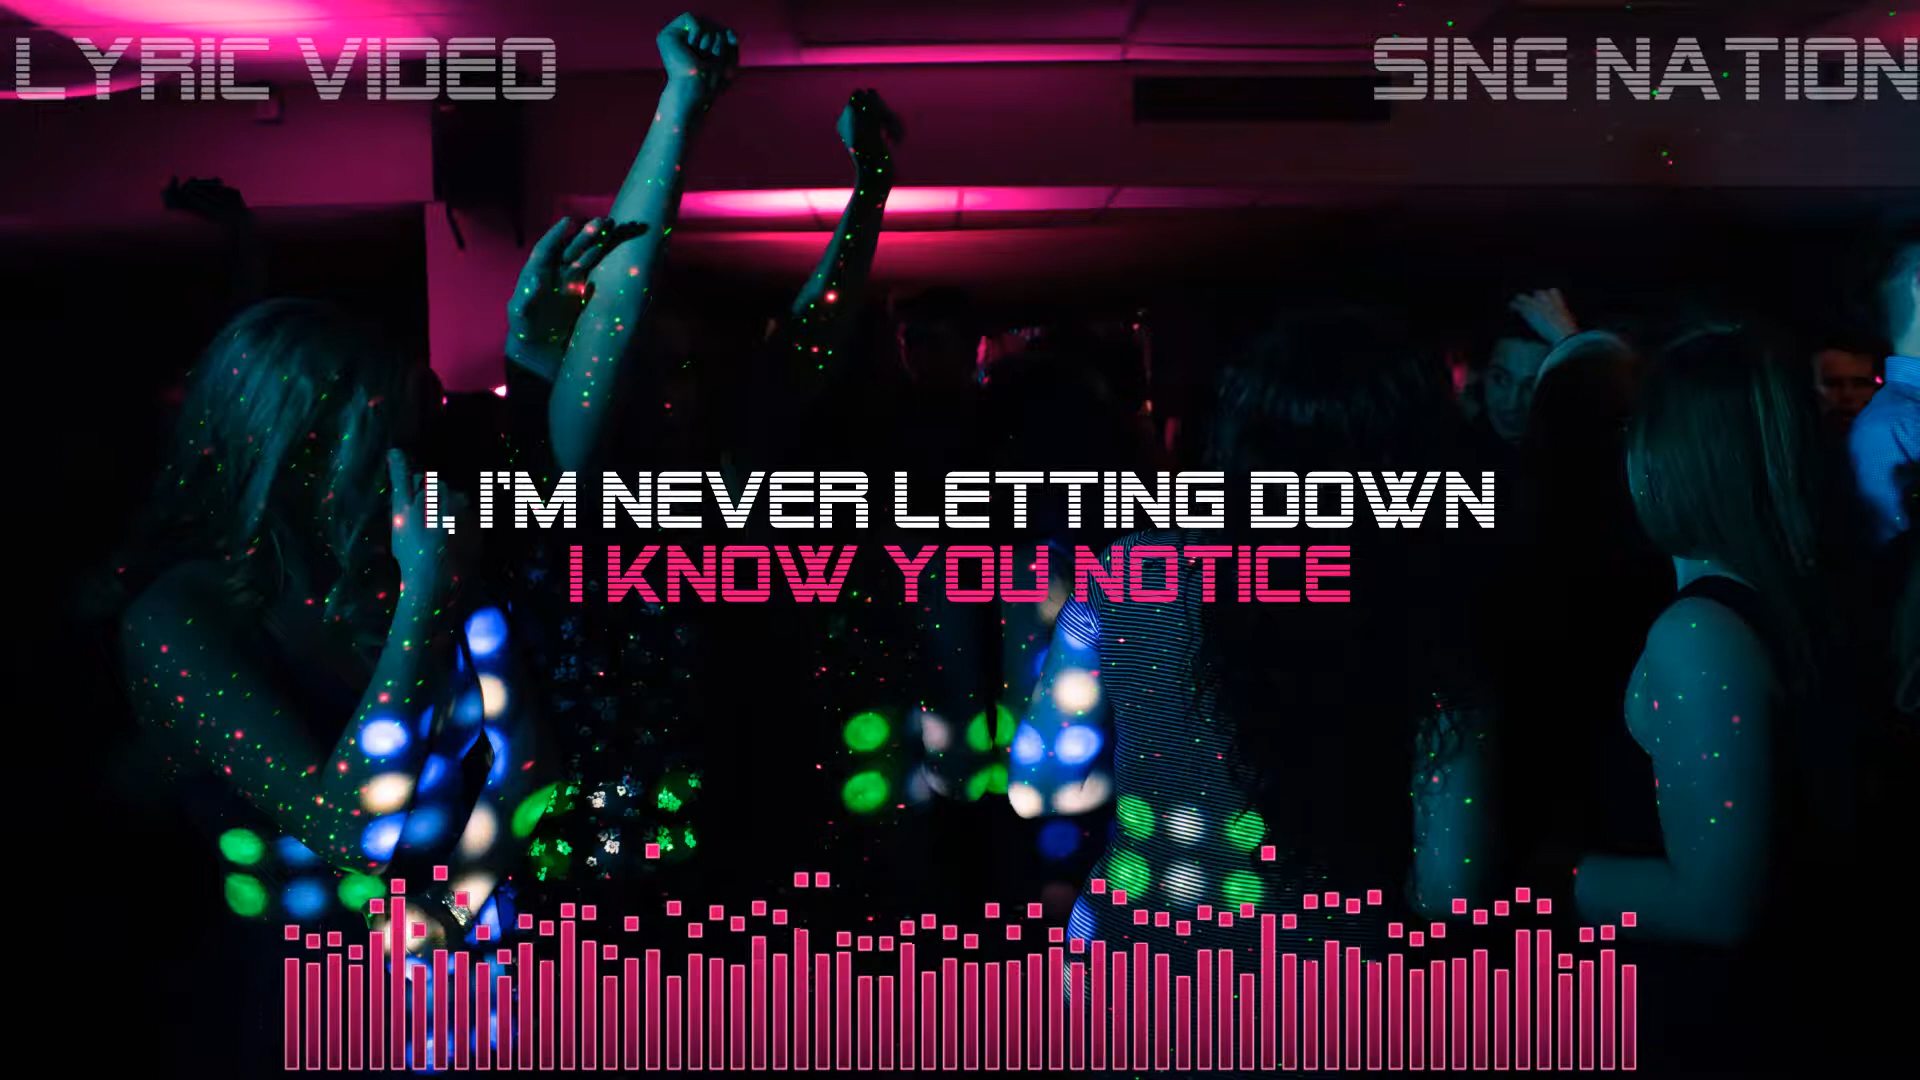 LYRIC VIDEO
SING NATION
I, I'M NEVER LETTING DOWN
I KNOW YOU NOTICE